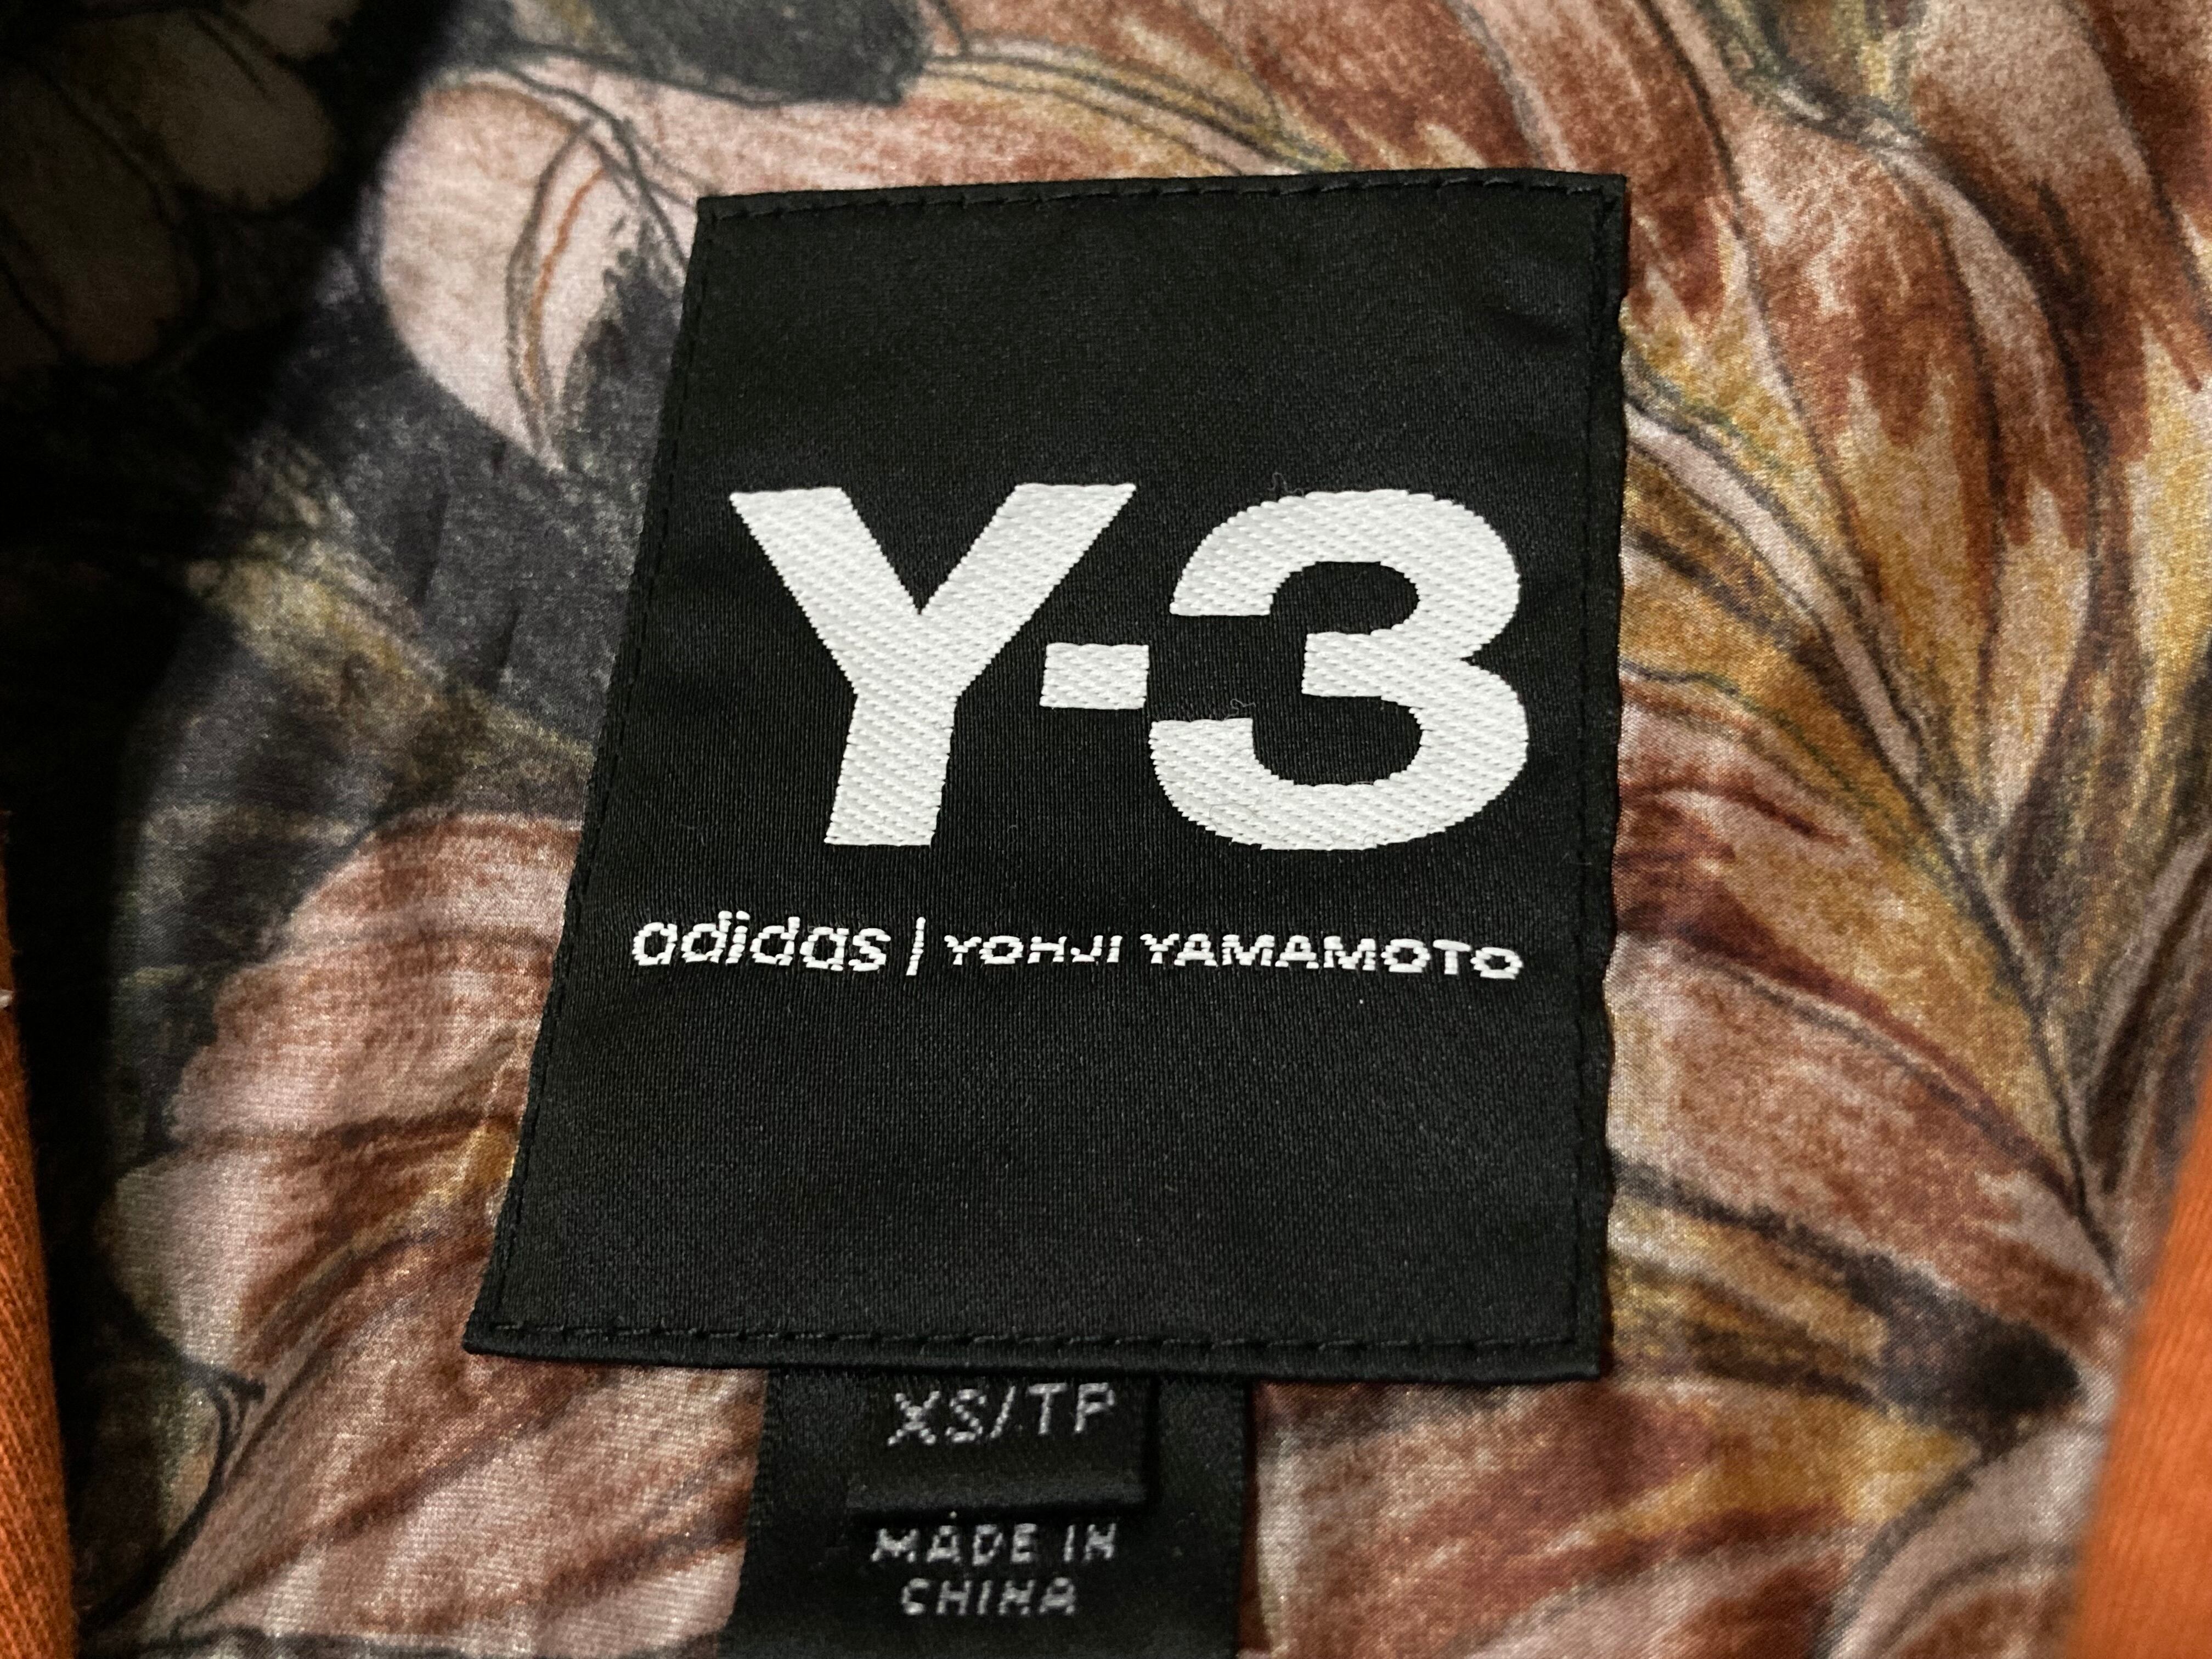 Y-3
adidas | YOHJI YAMAMOTO
XS/TP
MADE IN
CHINA